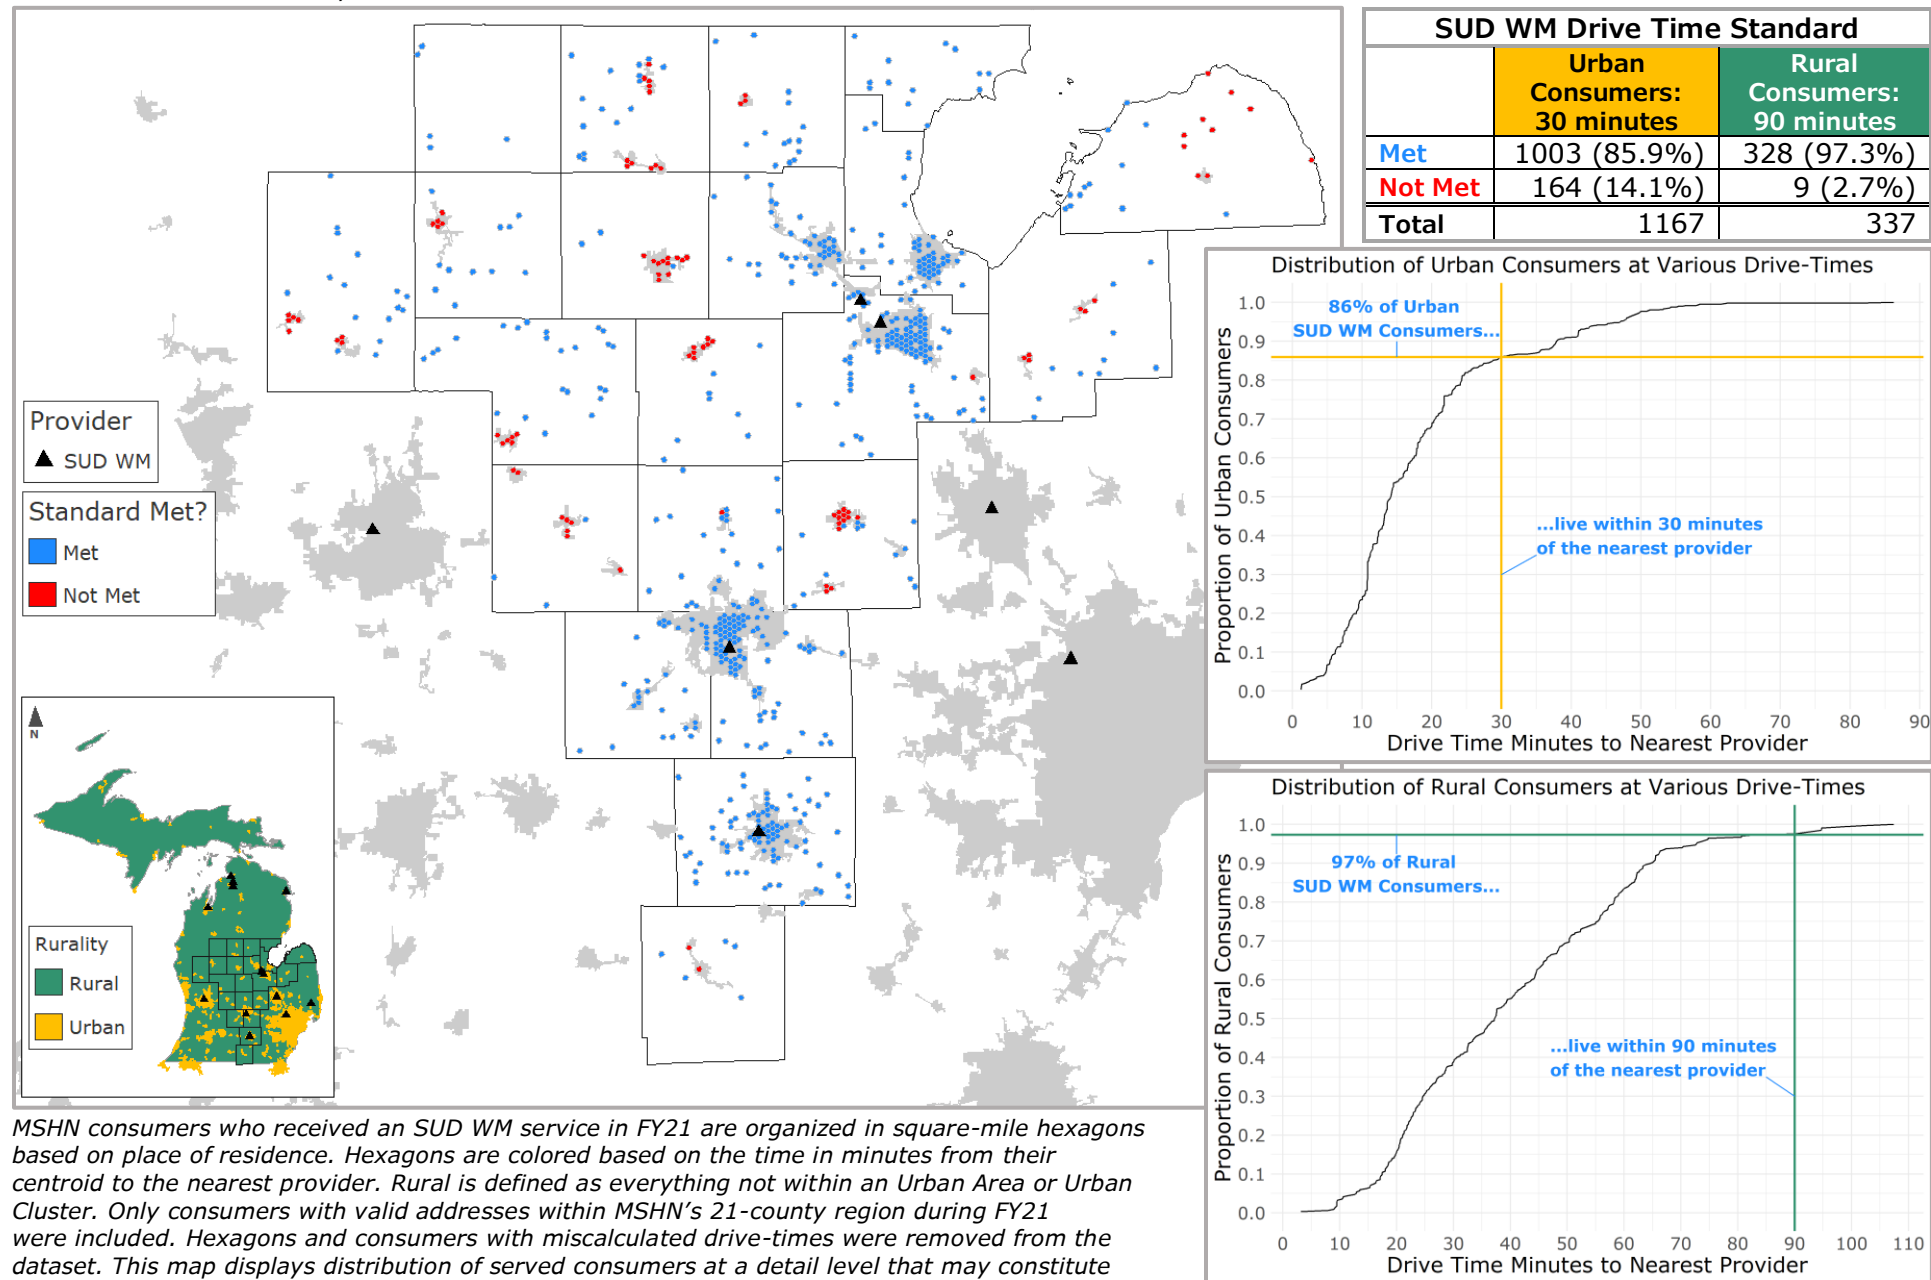 SUD WM Drive Time Standard
Urban Consumers: 30 minutes
Rural Consumers: 90 minutes
Met 1003 (85.9%) 328 (97.3%)
Not Met 164 (14.1%) 9 (2.7%)
Total 1167 337
Provider
SUD WM
Standard Met?
Met
Not Met
N
Rurality
Rural
Urban
Distribution of Urban Consumers at Various Drive-Times
Proportion of Urban Consumers
1.0
0.9
0.8
0.7
0.6
0.5
0.4
0.3
0.2
0.1
0.0
86% of Urban
SUD WM Consumers...
...live within 30 minutes
of the nearest provider
0 10 20 30 40 50 60 70 80 90
Drive Time Minutes to Nearest Provider
Distribution of Rural Consumers at Various Drive-Times
Proportion of Rural Consumers
1.0
0.9
0.8
0.7
0.6
0.5
0.4
0.3
0.2
0.1
0.0
97% of Rural
SUD WM Consumers...
...live within 90 minutes
of the nearest provider
0 10 20 30 40 50 60 70 80 90 100 110
Drive Time Minutes to Nearest Provider
MSHN consumers who received an SUD WM service in FY21 are organized in square-mile hexagons
based on place of residence. Hexagons are colored based on the time in minutes from their
centroid to the nearest provider. Rural is defined as everything not within an Urban Area or Urban
Cluster. Only consumers with valid addresses within MSHN's 21-county region during FY21
were included. Hexagons and consumers with miscalculated drive-times were removed from the
dataset. This map displays distribution of served consumers at a detail level that may constitute